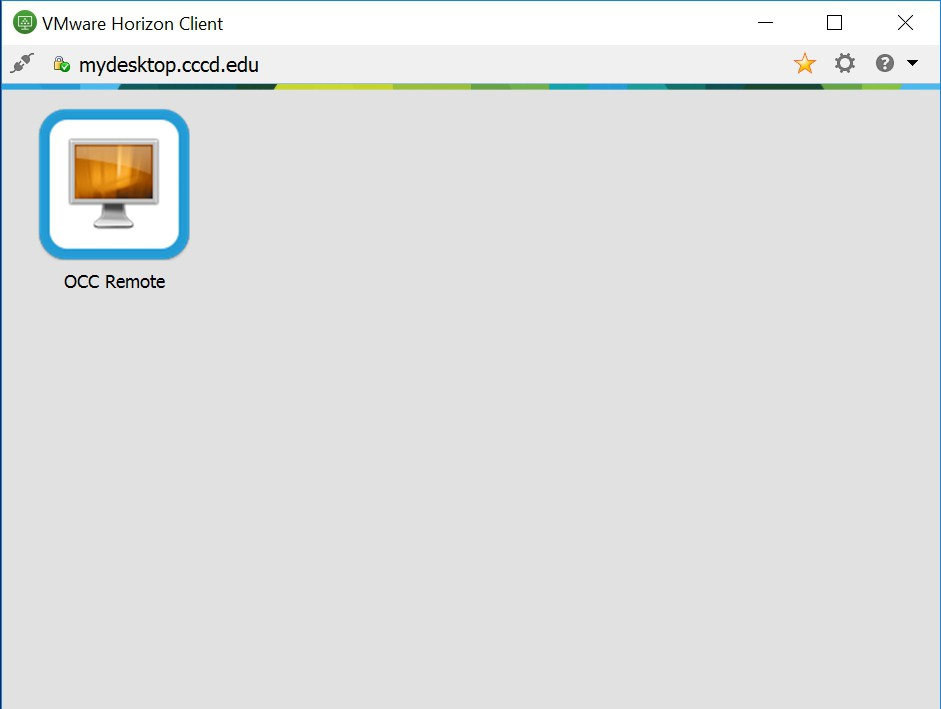 VMware Horizon Client
mydesktop.cccd.edu
OCC Remote